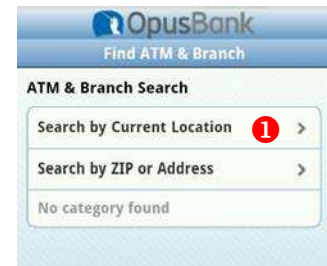 OpusBank
Find ATM & Branch
ATM & Branch Search
Search by Current Location 1 >
Search by ZIP or Address >
No category found